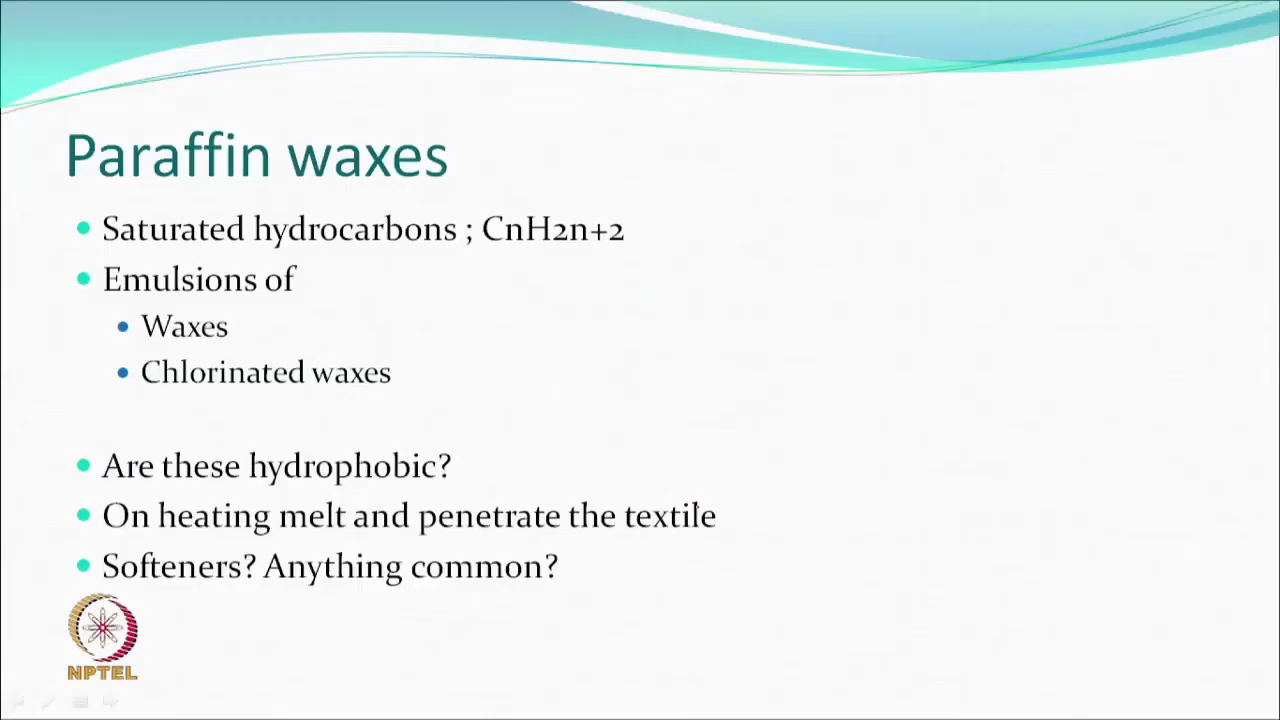 Paraffin waxes
Saturated hydrocarbons ; CnH2n+2
Emulsions of
Waxes
Chlorinated waxes
Are these hydrophobic?
On heating melt and penetrate the textile
Softeners? Anything common?
NPTEL